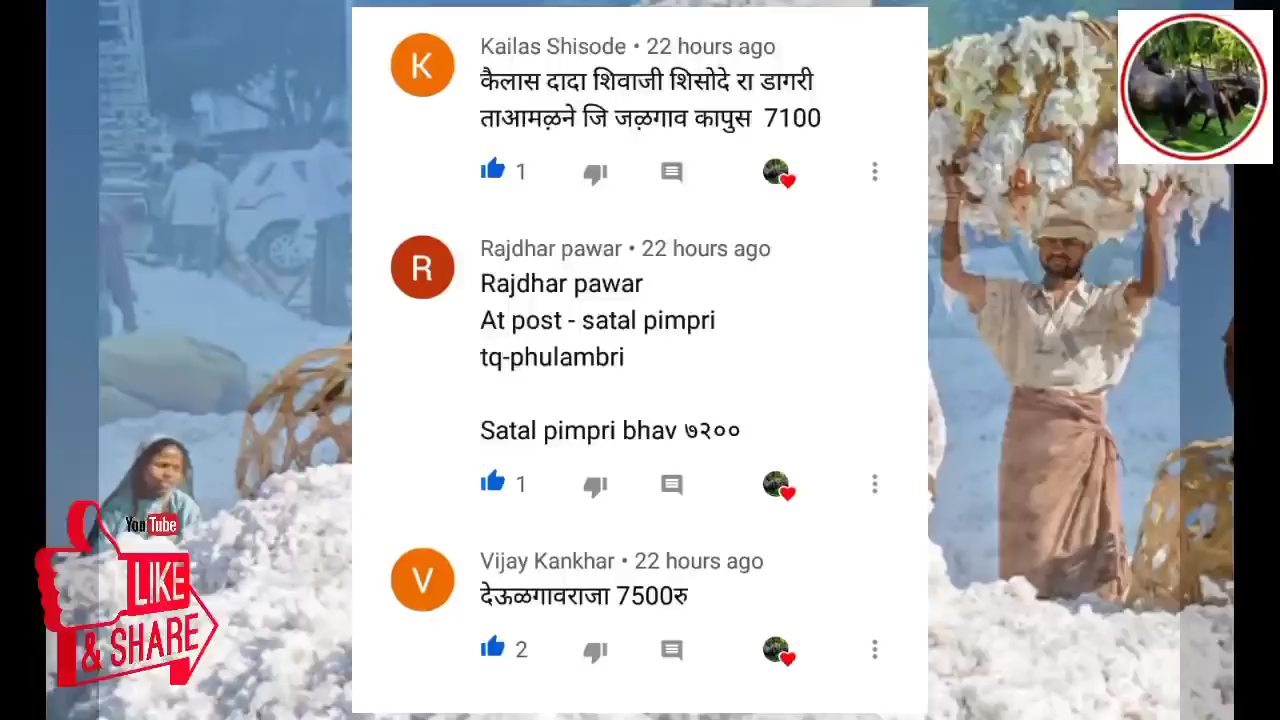 K
Kailas Shisode • 22 hours ago
कैलास दादा शिवाजी शिसोदे रा डागरी
ताआमऴने जि जऴगाव कापुस 7100
1
R
Rajdhar pawar • 22 hours ago
Rajdhar pawar
At post - satal pimpri
tq-phulambri
Satal pimpri bhav ७२००
1
V
Vijay Kankhar • 22 hours ago
देऊळगावराजा 7500रु
2
YouTube
LIKE
& SHARE